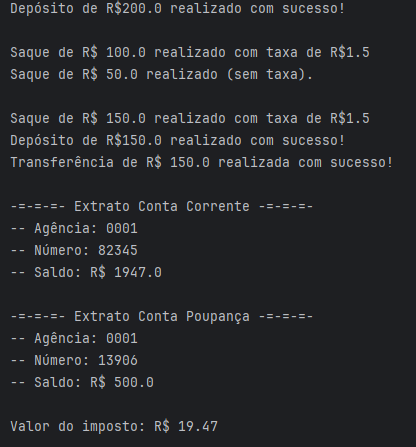 Depósito de R$200.0 realizado com sucesso!
Saque de R$ 100.0 realizado com taxa de R$1.5
Saque de R$ 50.0 realizado (sem taxa).
Saque de R$ 150.0 realizado com taxa de R$1.5
Depósito de R$150.0 realizado com sucesso!
Transferência de R$ 150.0 realizada com sucesso!
-=-=-=- Extrato Conta Corrente -=-=-=-
-- Agência: 0001
-- Número: 82345
-- Saldo: R$ 1947.0
-=-=-=- Extrato Conta Poupança -=-=-=-
-- Agência: 0001
-- Número: 13906
-- Saldo: R$ 500.0
Valor do imposto: R$ 19.47